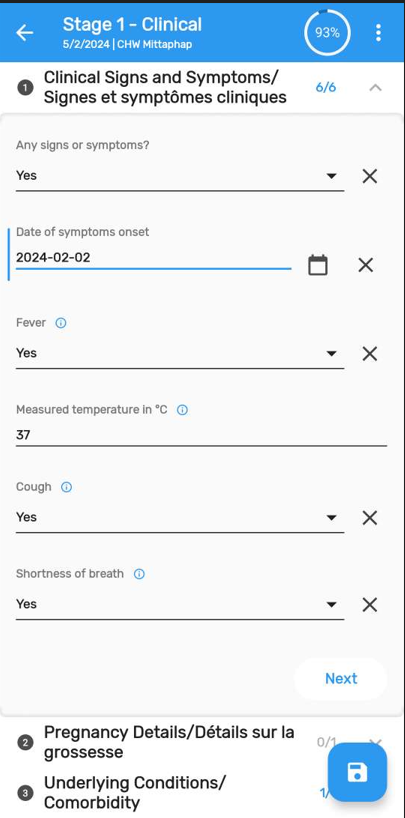 Stage 1 - Clinical
93%
5/2/2024 | CHW Mittaphap
1
Clinical Signs and Symptoms/
Signes et symptômes cliniques
6/6
Any signs or symptoms?
Yes
Date of symptoms onset
2024-02-02
Fever
Yes
Measured temperature in °C
37
Cough
Yes
Shortness of breath
Yes
Next
2
Pregnancy Details/Détails sur la
grossesse
0/1
3
Underlying Conditions/
Comorbidity
1/